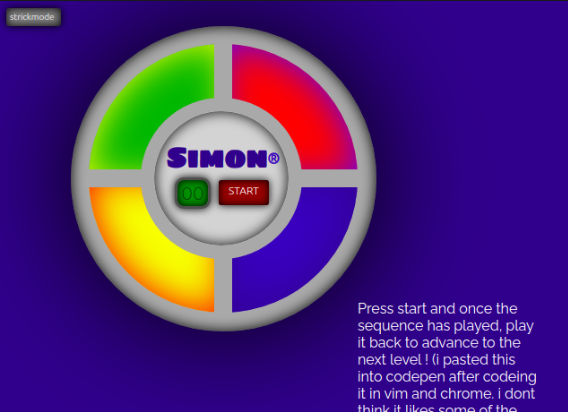 strickmode
SIMON®
00
START
Press start and once the
sequence has played, play
it back to advance to the
next level ! (i pasted this
into codepen after codeing
it in vim and chrome. i dont
think it likes some of the